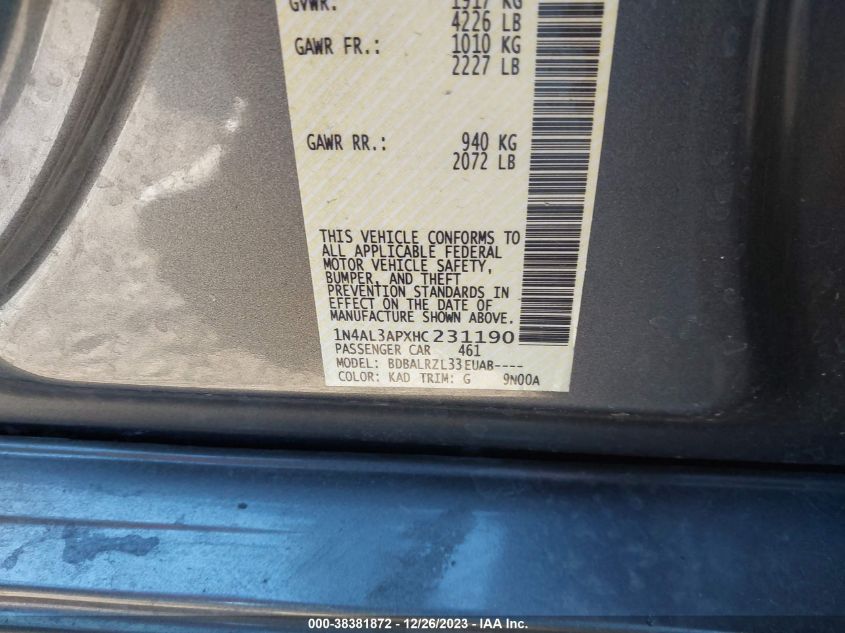 GVWR: 1917 KG
4226 LB
GAWR FR.: 1010 KG
2227 LB
GAWR RR.: 940 KG
2072 LB
THIS VEHICLE CONFORMS TO
ALL APPLICABLE FEDERAL
MOTOR VEHICLE SAFETY,
BUMPER, AND THEFT
PREVENTION STANDARDS IN
EFFECT ON THE DATE OF
MANUFACTURE SHOWN ABOVE.
1N4AL3APXHC231190
PASSENGER CAR 461
MODEL: BDBALRZL33EUAB----
COLOR: KAD TRIM: G 9N00A
000-38381872 - 12/26/2023 - IAA Inc.